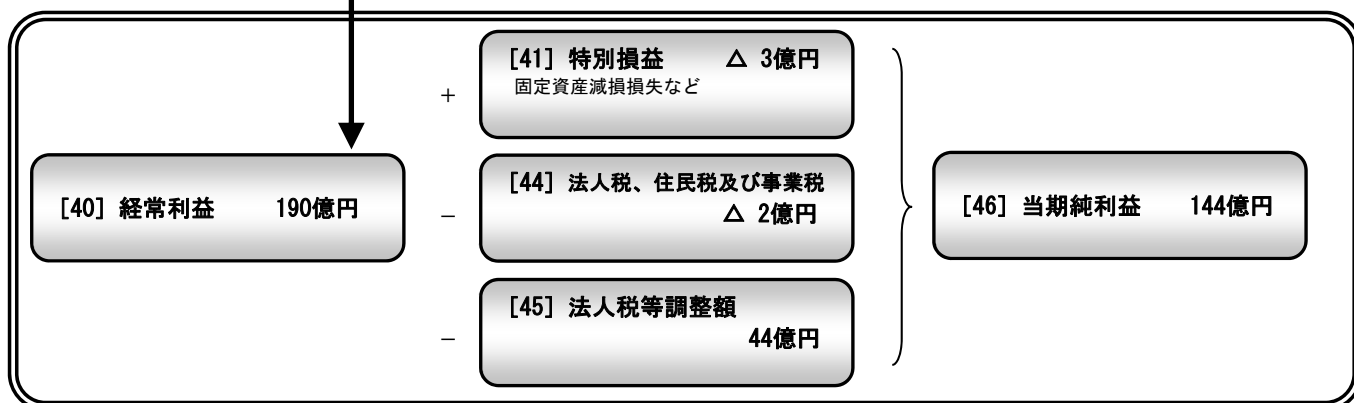 [41] 特別損益 △ 3億円
固定資産減損損失など
+
[44] 法人税、住民税及び事業税
△ 2億円
[40] 経常利益 190億円
−
[46] 当期純利益 144億円
[45] 法人税等調整額
44億円
−